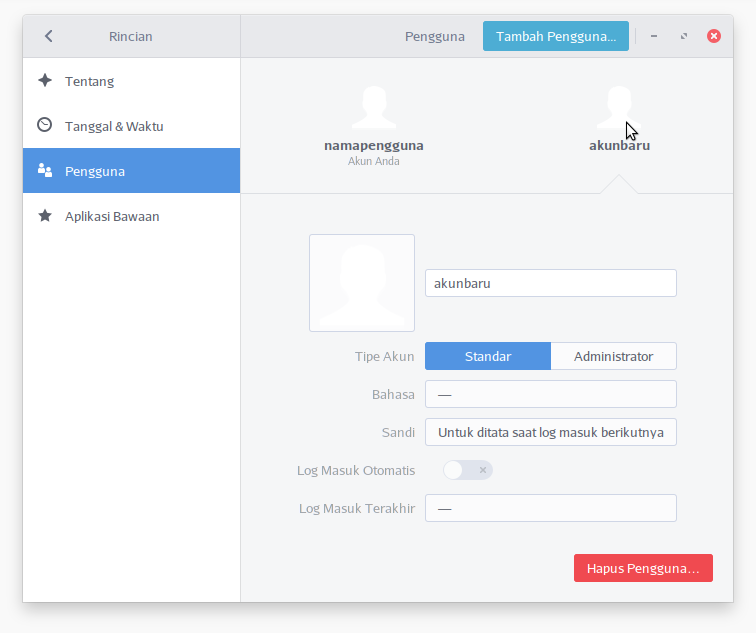 Rincian
Pengguna
Tambah Pengguna...
Tentang
Tanggal & Waktu
Pengguna
Aplikasi Bawaan
namapengguna
Akun Anda
akunbaru
akunbaru
Tipe Akun
Standar
Administrator
Bahasa
—
Sandi
Untuk ditata saat log masuk berikutnya
Log Masuk Otomatis
Log Masuk Terakhir
—
Hapus Pengguna...